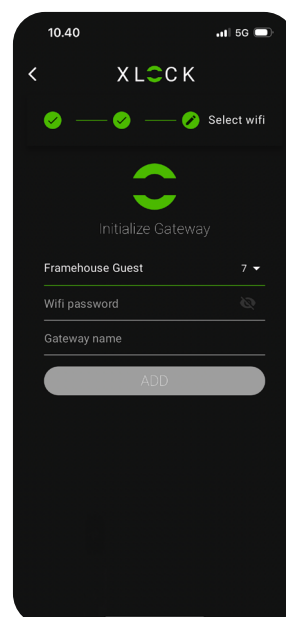 10.40 5G
XLOCK
Select wifi
Initialize Gateway
Framehouse Guest 7
Wifi password
Gateway name
ADD